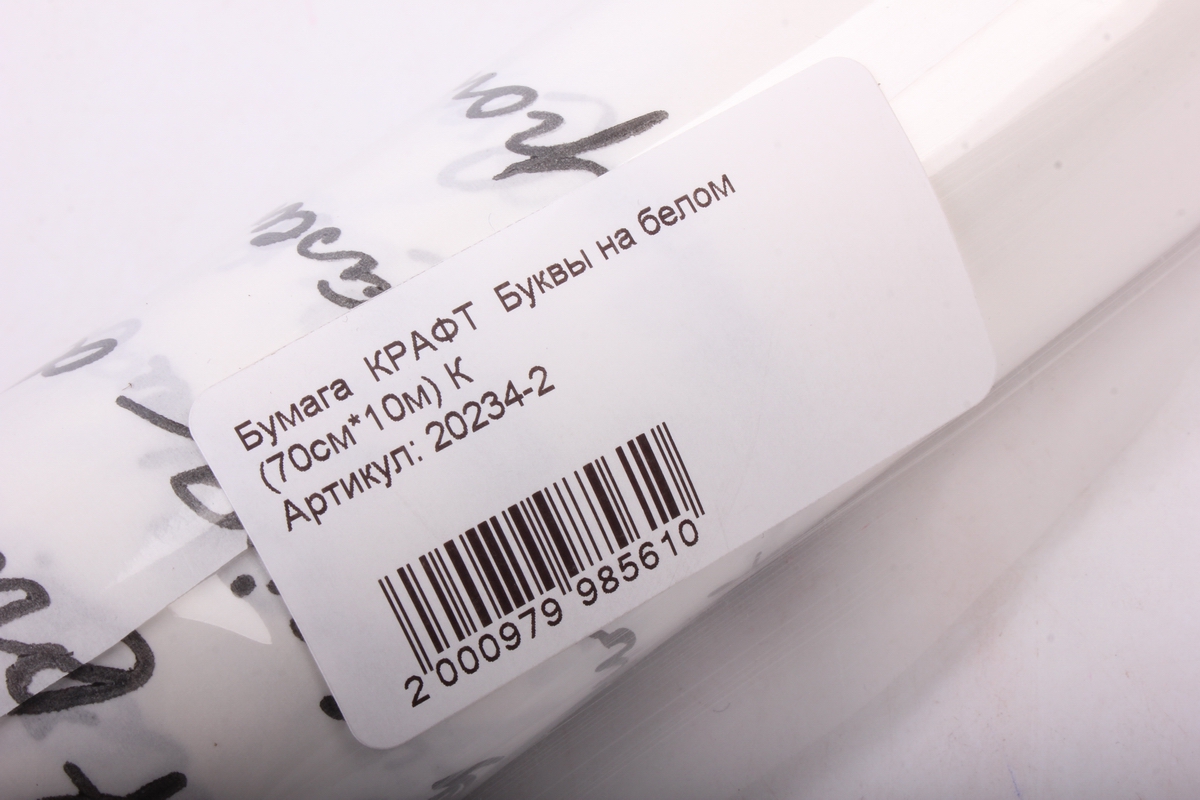 Бумага КРАФТ Буквы на белом
(70см*10м) К
Артикул: 20234-2
2 000979 985610